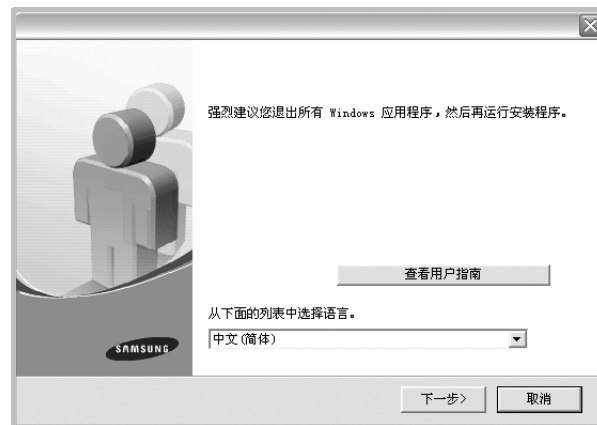 强烈建议您退出所有 Windows 应用程序，然后再运行安装程序。
查看用户指南
从下面的列表中选择语言。
中文(简体)
SAMSUNG
下一步>
取消